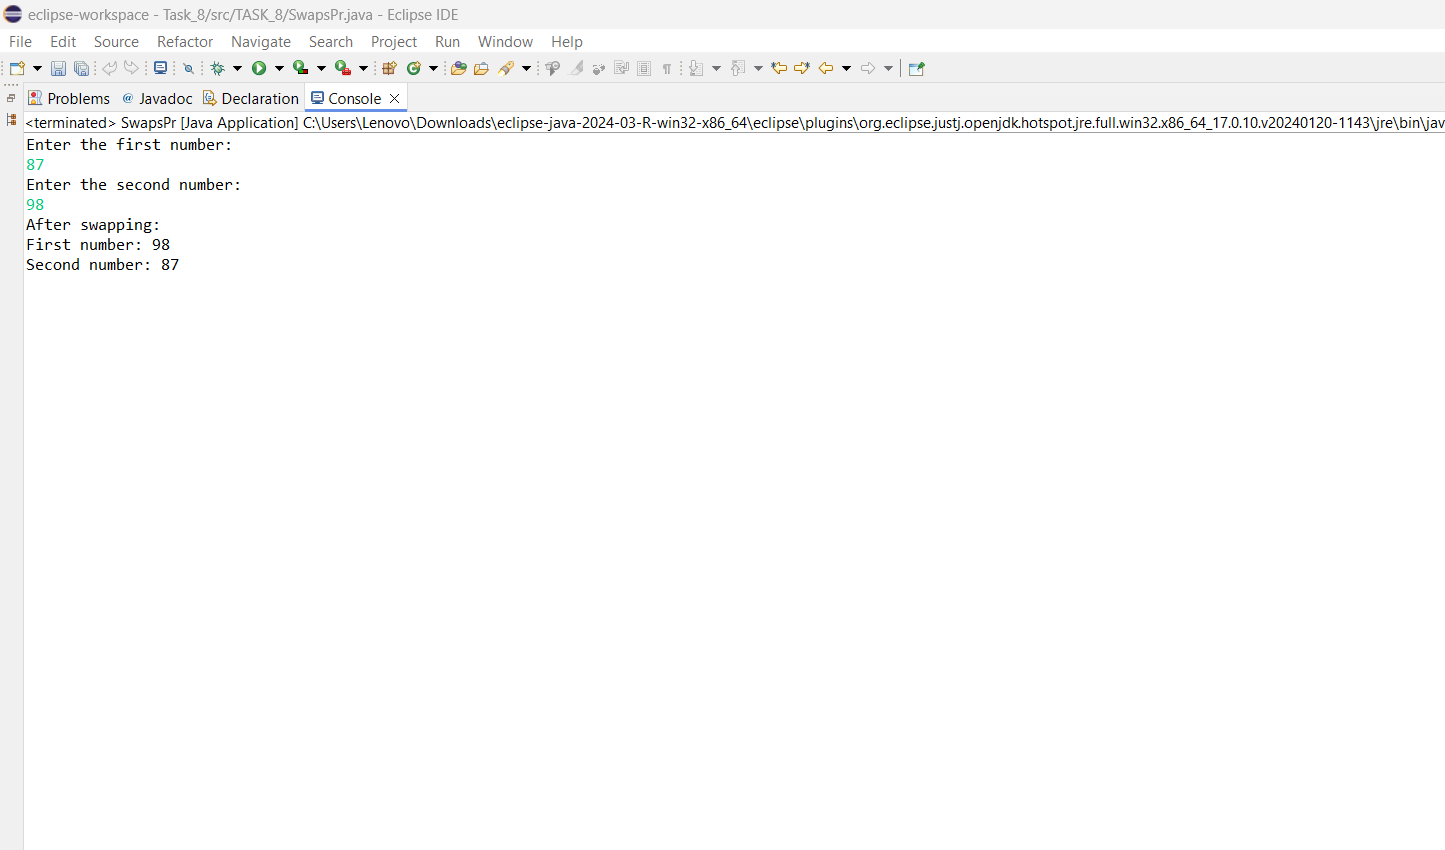 eclipse-workspace - Task_8/src/TASK_8/SwapsPr.java - Eclipse IDE
File Edit Source Refactor Navigate Search Project Run Window Help
Problems @ Javadoc Declaration Console
<terminated> SwapsPr [Java Application] C:\Users\Lenovo\Downloads\eclipse-java-2024-03-R-win32-x86_64\eclipse\plugins\org.eclipse.justj.openjdk.hotspot.jre.full.win32.x86_64_17.0.10.v20240120-1143\jre\bin\jav
Enter the first number:
87
Enter the second number:
98
After swapping:
First number: 98
Second number: 87